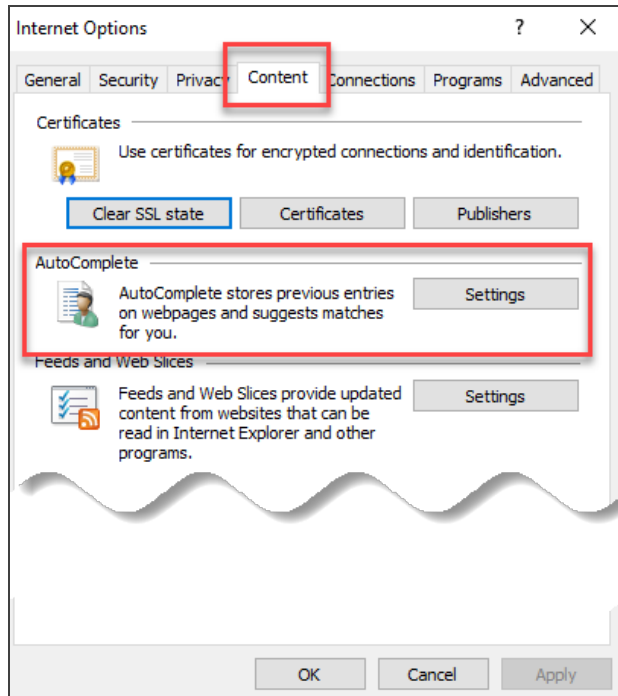 Internet Options ? ×
General Security Privacy Content Connections Programs Advanced
Certificates
Use certificates for encrypted connections and identification.
Clear SSL state Certificates Publishers
AutoComplete
AutoComplete stores previous entries
on webpages and suggests matches
for you.
Settings
Feeds and Web Slices
Feeds and Web Slices provide updated
content from websites that can be
read in Internet Explorer and other
programs.
Settings
OK Cancel Apply